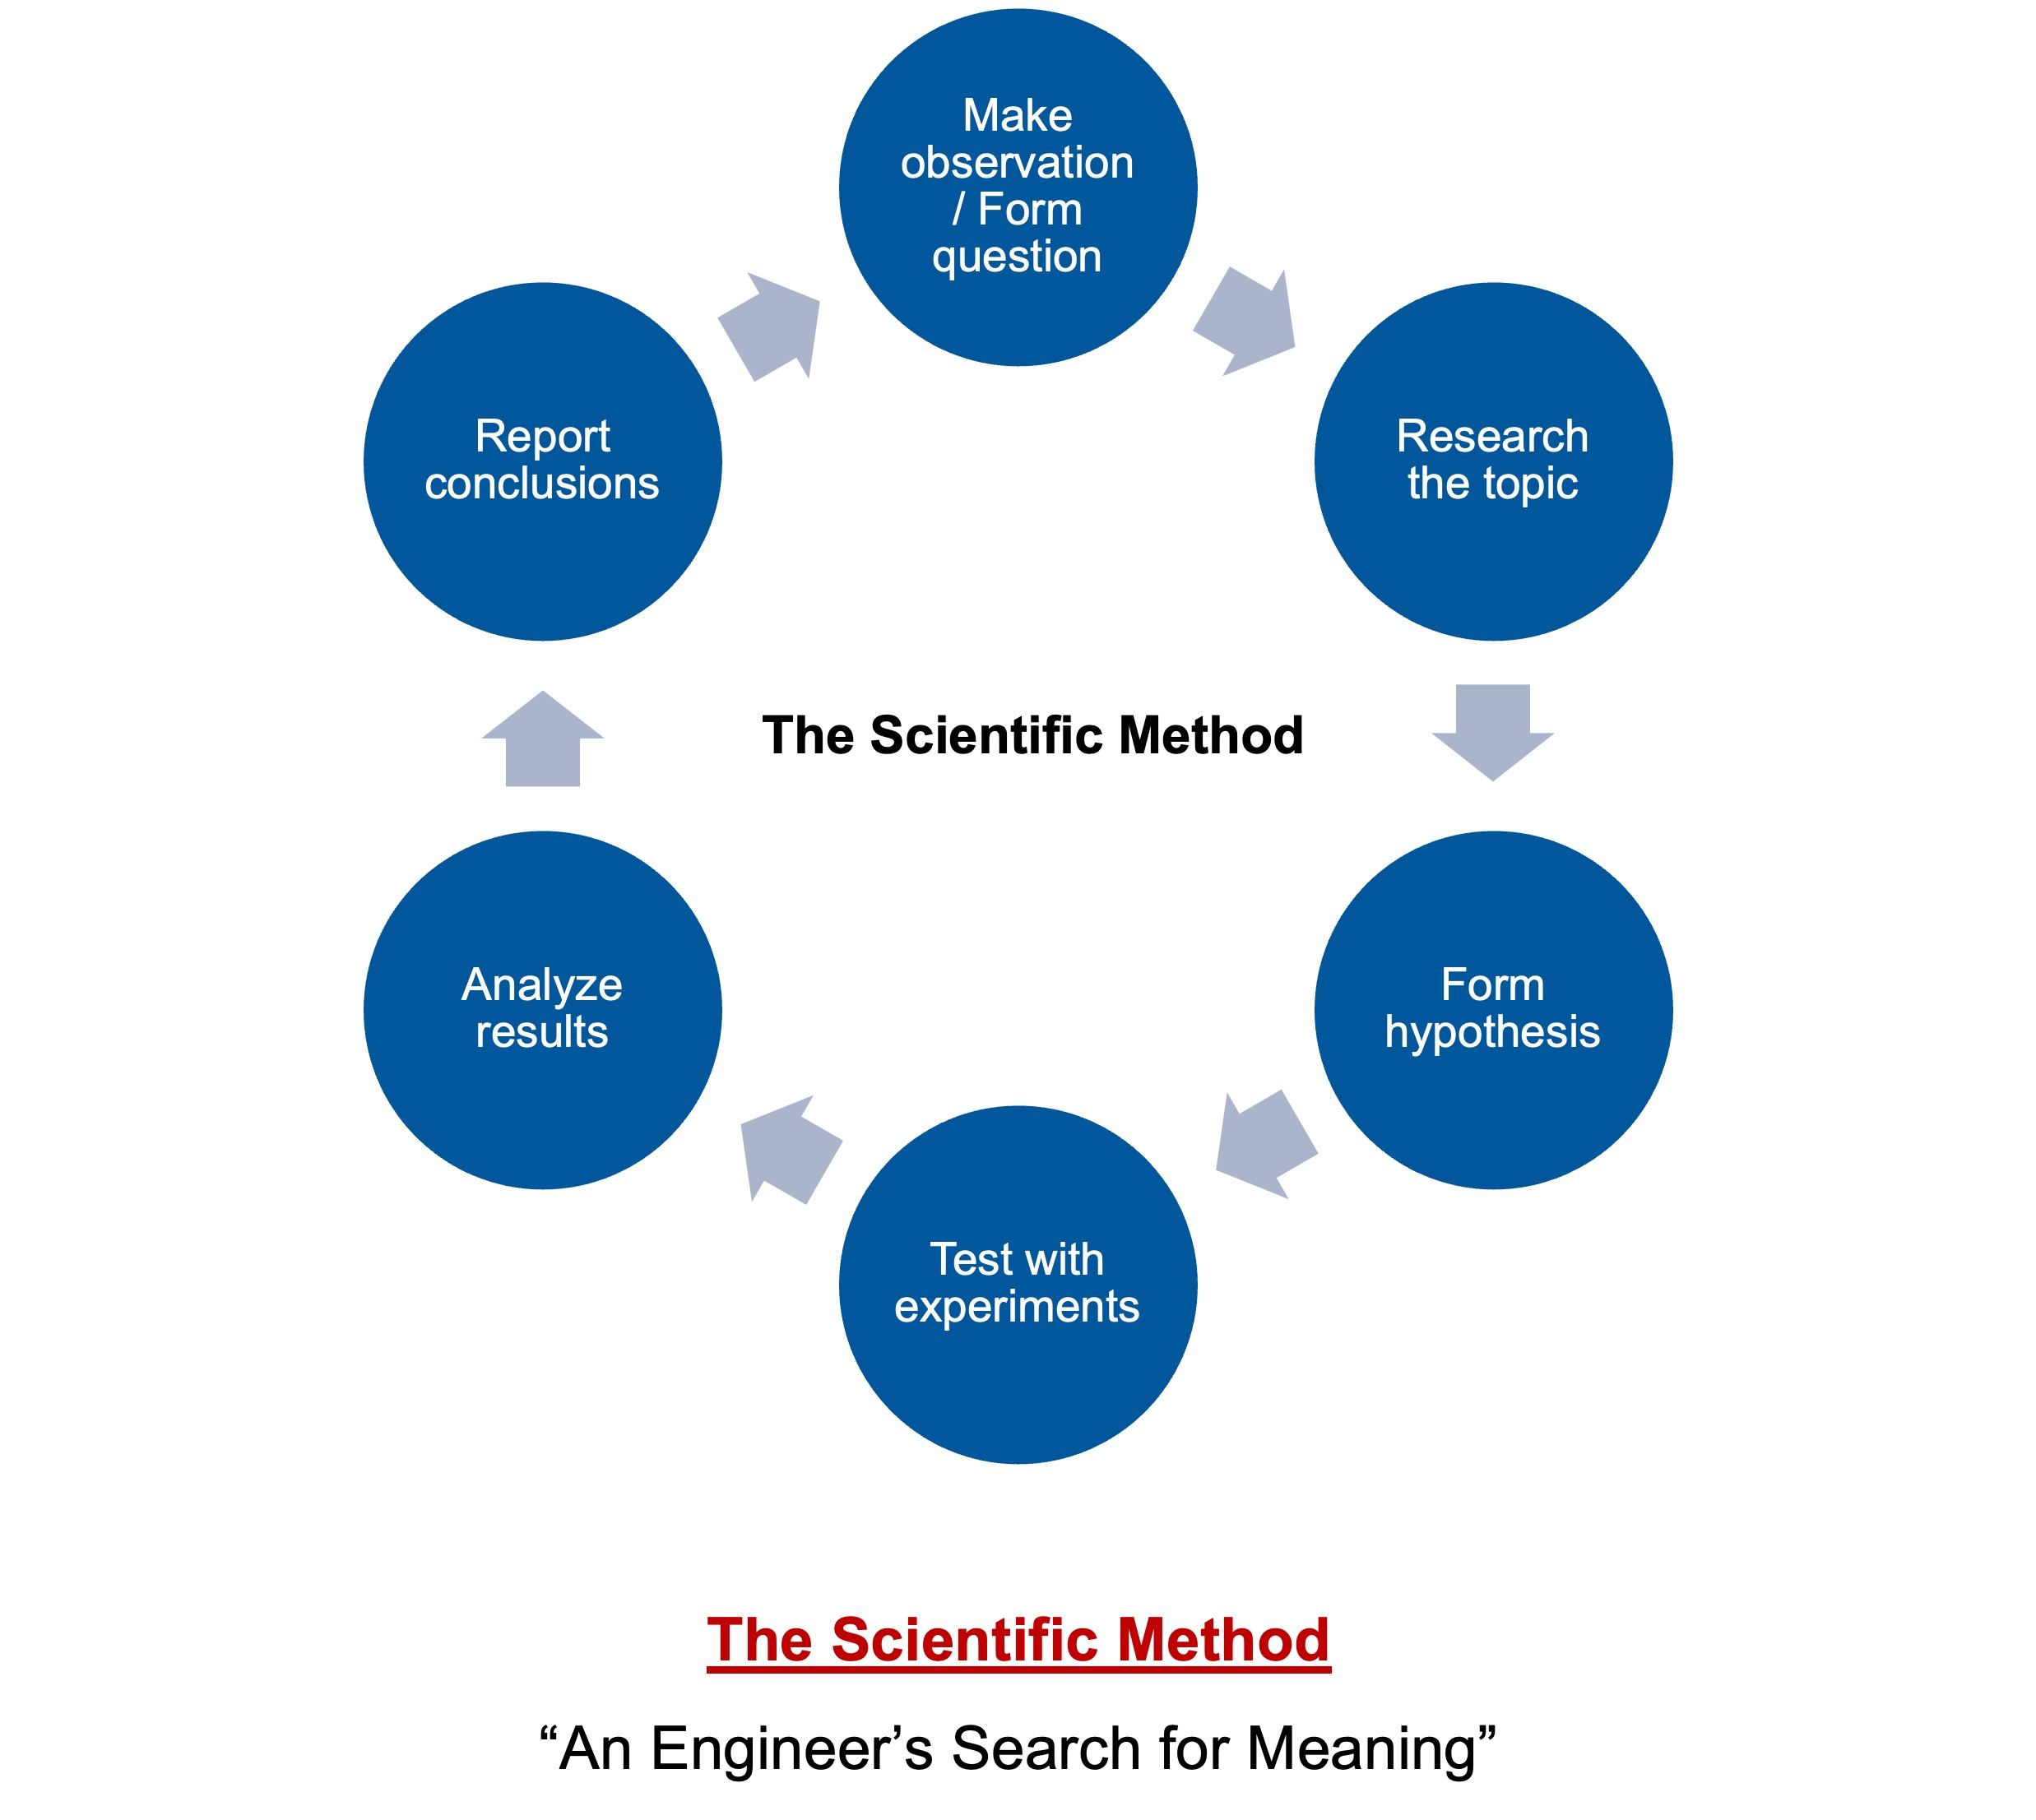 Make
observation
/ Form
question
Research
the topic
Form
hypothesis
Test with
experiments
Analyze
results
Report
conclusions
The Scientific Method
The Scientific Method
“An Engineer’s Search for Meaning”